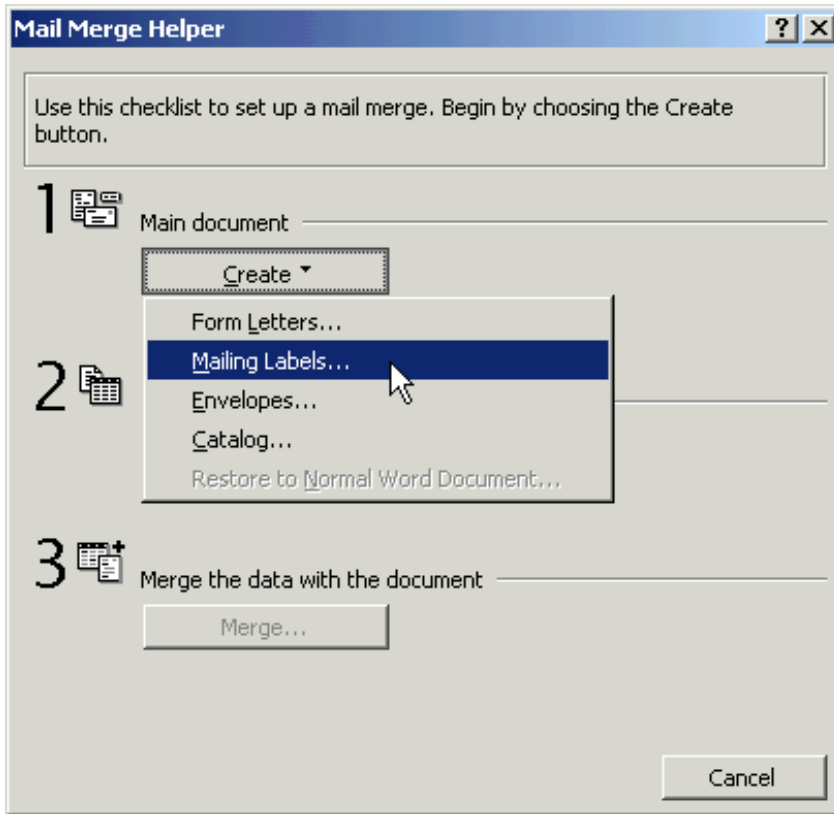 Mail Merge Helper
Use this checklist to set up a mail merge. Begin by choosing the Create
button.
1
Main document
Create
Form Letters...
Mailing Labels...
2
Envelopes...
Catalog...
Restore to Normal Word Document...
3
Merge the data with the document
Merge...
Cancel